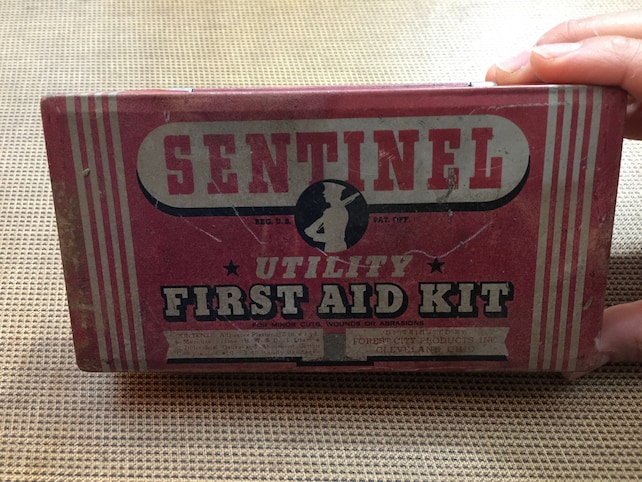 SENTINEL
REG. U.S. PAT. OFF.
UTILITY
FIRST AID KIT
FOR MINOR CUTS, WOUNDS OR ABRASIONS
DISTRIBUTED BY
FOREST CITY PRODUCTS INC
CLEVELAND, OHIO